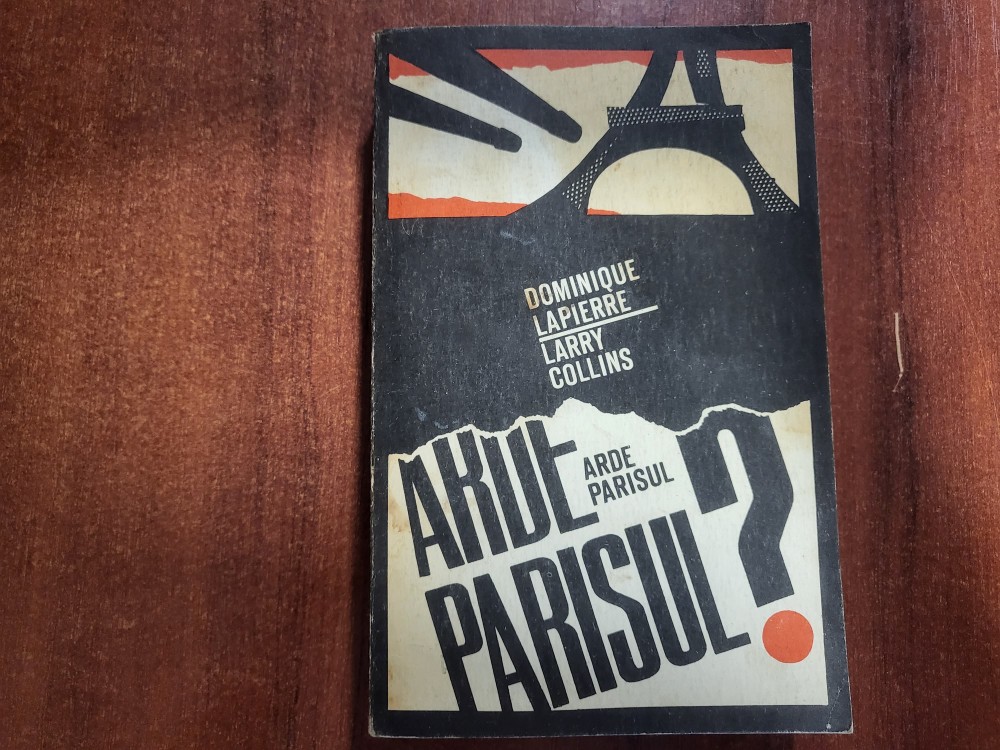 DOMINIQUE
LAPIERRE
LARRY
COLLINS
ARDE
ARDE
PARISUL
PARISUL?